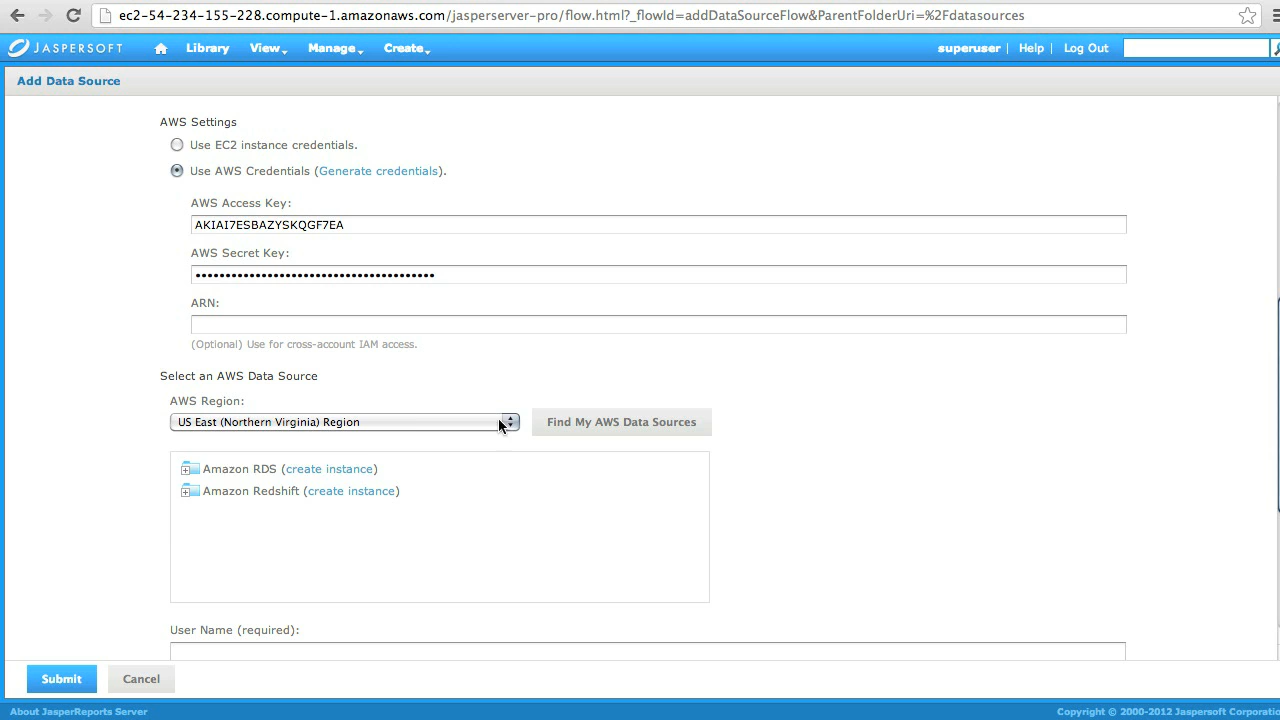 ec2-54-234-155-228.compute-1.amazonaws.com/jasperserver-pro/flow.html?_flowId=addDataSourceFlow&ParentFolderUri=%2Fdatasources
JASPERSOFT Library View Manage Create superuser Help Log Out
Add Data Source
AWS Settings
Use EC2 instance credentials.
Use AWS Credentials (Generate credentials).
AWS Access Key:
AKIAI7ESBAZYSKQGF7EA
AWS Secret Key:
••••••••••••••••••••••••••••••••••••••••
ARN:
(Optional) Use for cross-account IAM access.
Select an AWS Data Source
AWS Region:
US East (Northern Virginia) Region Find My AWS Data Sources
Amazon RDS (create instance)
Amazon Redshift (create instance)
User Name (required):
Submit Cancel
About JasperReports Server Copyright © 2000-2012 Jaspersoft Corporatio